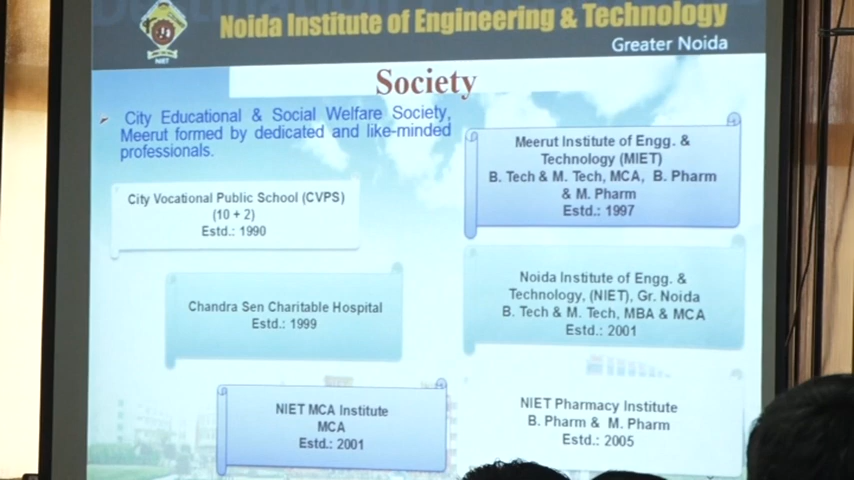 Noida Institute of Engineering & Technology
Greater Noida
NIET
Society
City Educational & Social Welfare Society,
Meerut formed by dedicated and like-minded
professionals.
City Vocational Public School (CVPS)
(10 + 2)
Estd.: 1990
Meerut Institute of Engg. &
Technology (MIET)
B. Tech & M. Tech, MCA, B. Pharm
& M. Pharm
Estd.: 1997
Chandra Sen Charitable Hospital
Estd.: 1999
Noida Institute of Engg. &
Technology, (NIET), Gr. Noida
B. Tech & M. Tech, MBA & MCA
Estd.: 2001
NIET MCA Institute
MCA
Estd.: 2001
NIET Pharmacy Institute
B. Pharm & M. Pharm
Estd.: 2005